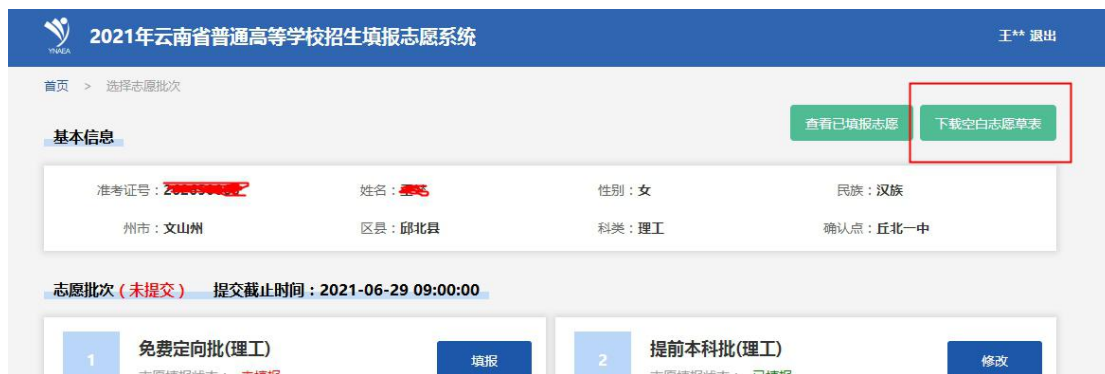 YNAEA
2021年云南省普通高等学校招生填报志愿系统
王** 退出
首页 > 选择志愿批次
查看已填报志愿
下载空白志愿草表
基本信息
准考证号：
姓名：
性别：女
民族：汉族
州市：文山州
区县：邱北县
科类：理工
确认点：丘北一中
志愿批次（未提交） 提交截止时间：2021-06-29 09:00:00
1
免费定向批(理工)
填报
2
提前本科批(理工)
修改